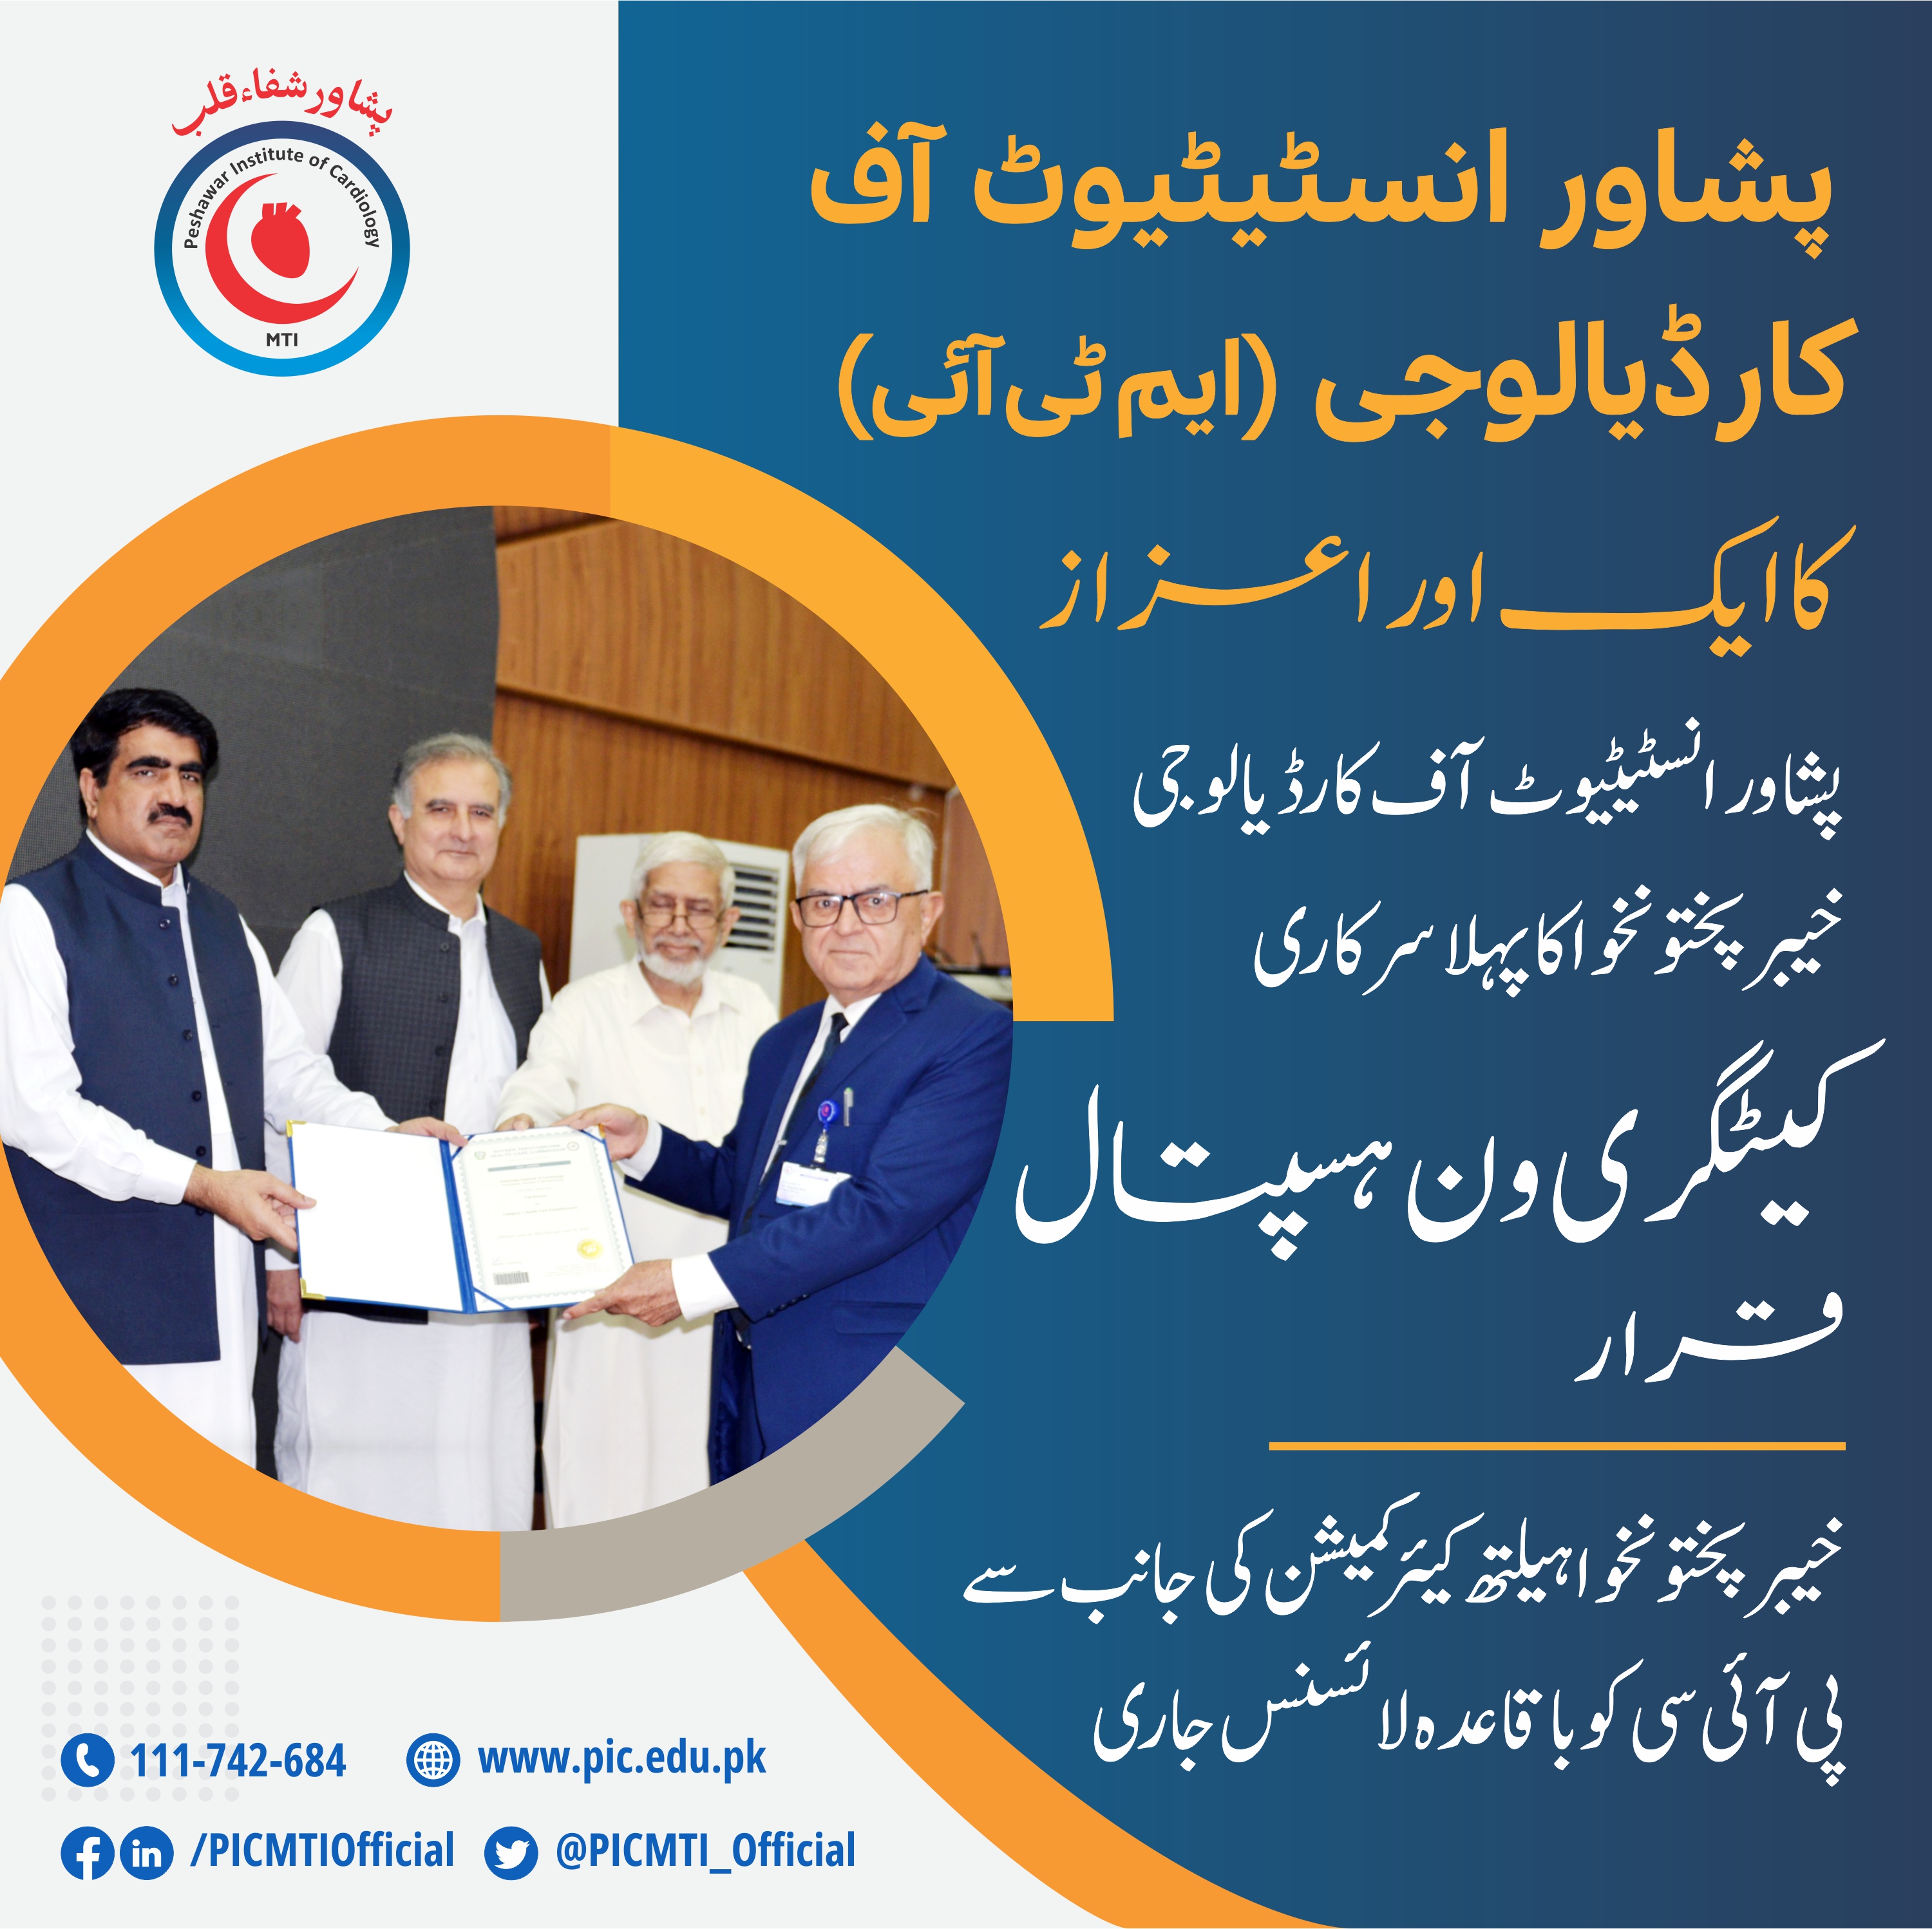 پشاور شفاء قلب
Peshawar Institute of Cardiology
MTI
پشاور انسٹیٹیوٹ آف
کارڈیالوجی (ایم ٹی آئی)
کا ایک اور اعزاز
پشاور انسٹیٹیوٹ آف کارڈیالوجی
خیبر پختونخوا کا پہلا سرکاری
کیٹگری ون ہسپتال
قرار
خیبر پختونخوا ہیلتھ کیئر کمیشن کی جانب سے
پی آئی سی کو باقاعدہ لائسنس جاری
111-742-684
www.pic.edu.pk
/PICMTIOfficial
@PICMTI_Official